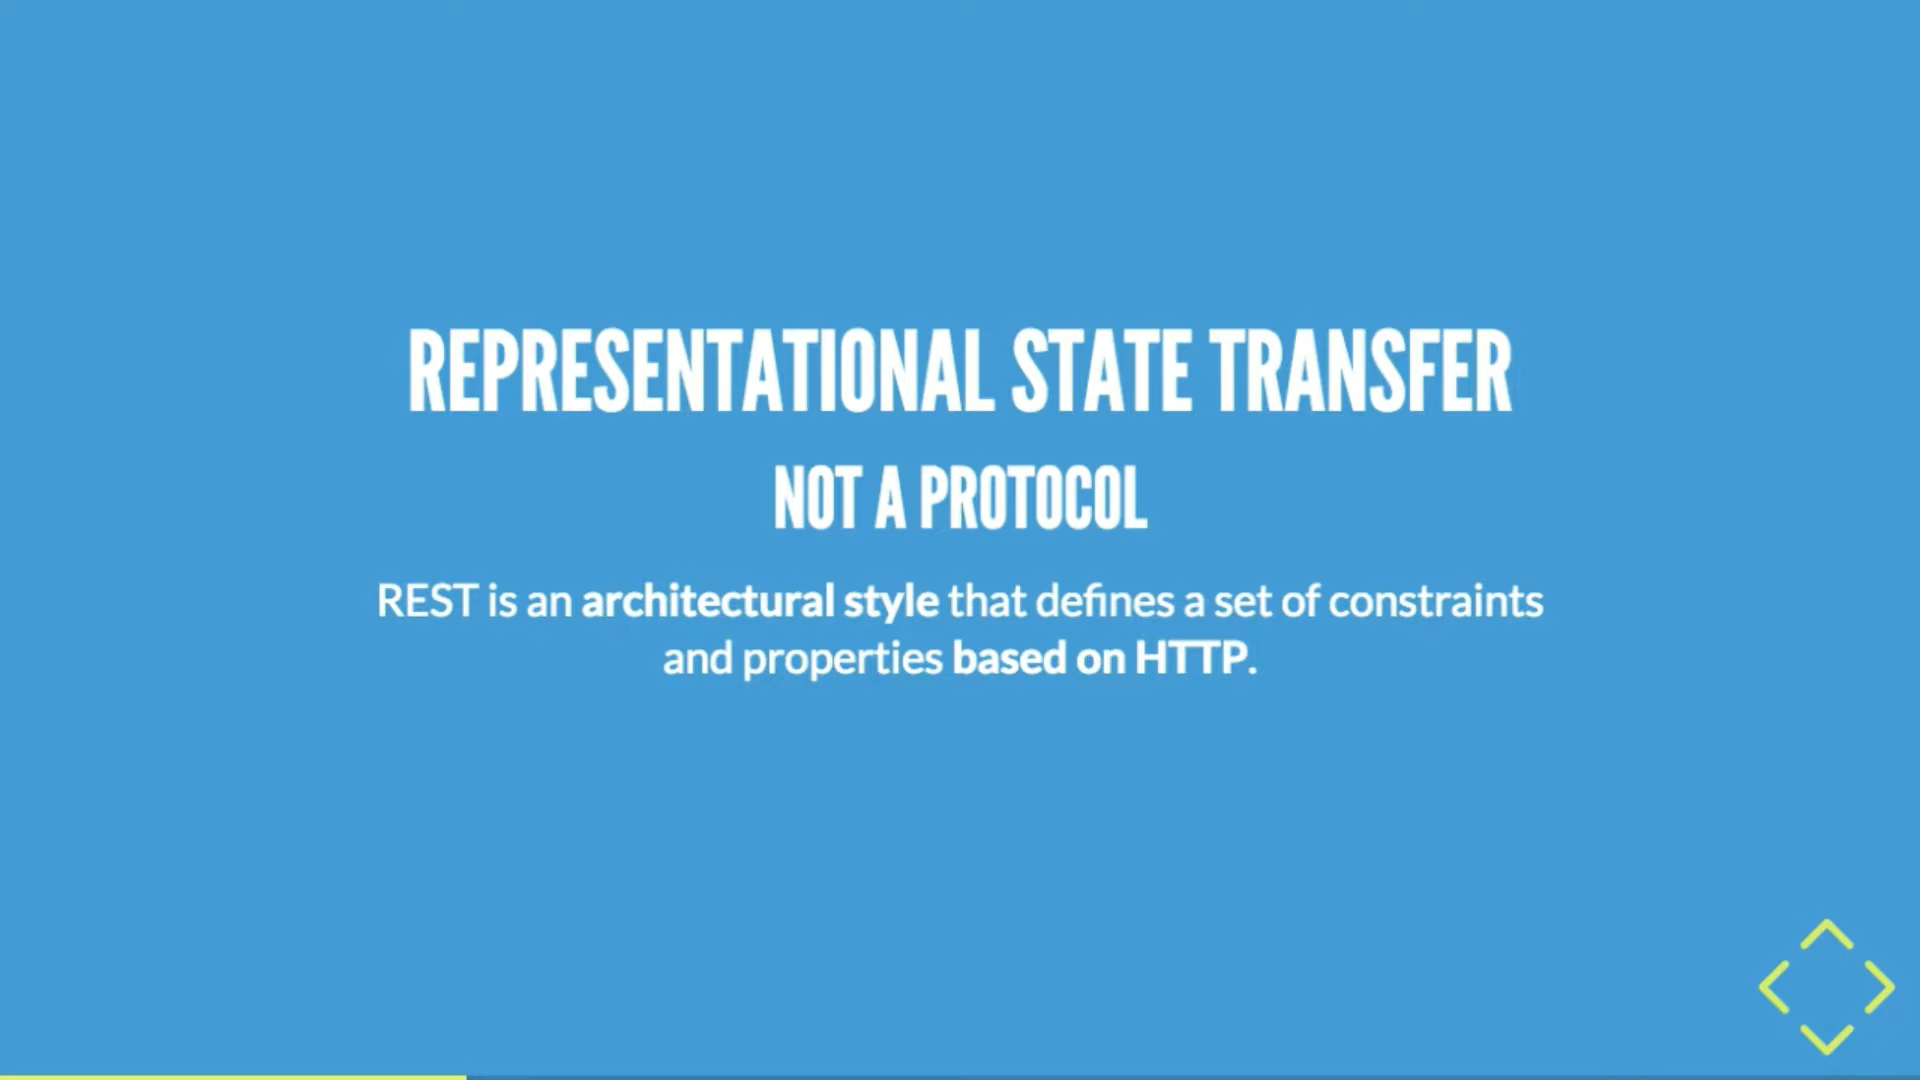 REPRESENTATIONAL STATE TRANSFER
NOT A PROTOCOL
REST is an architectural style that defines a set of constraints
and properties based on HTTP.